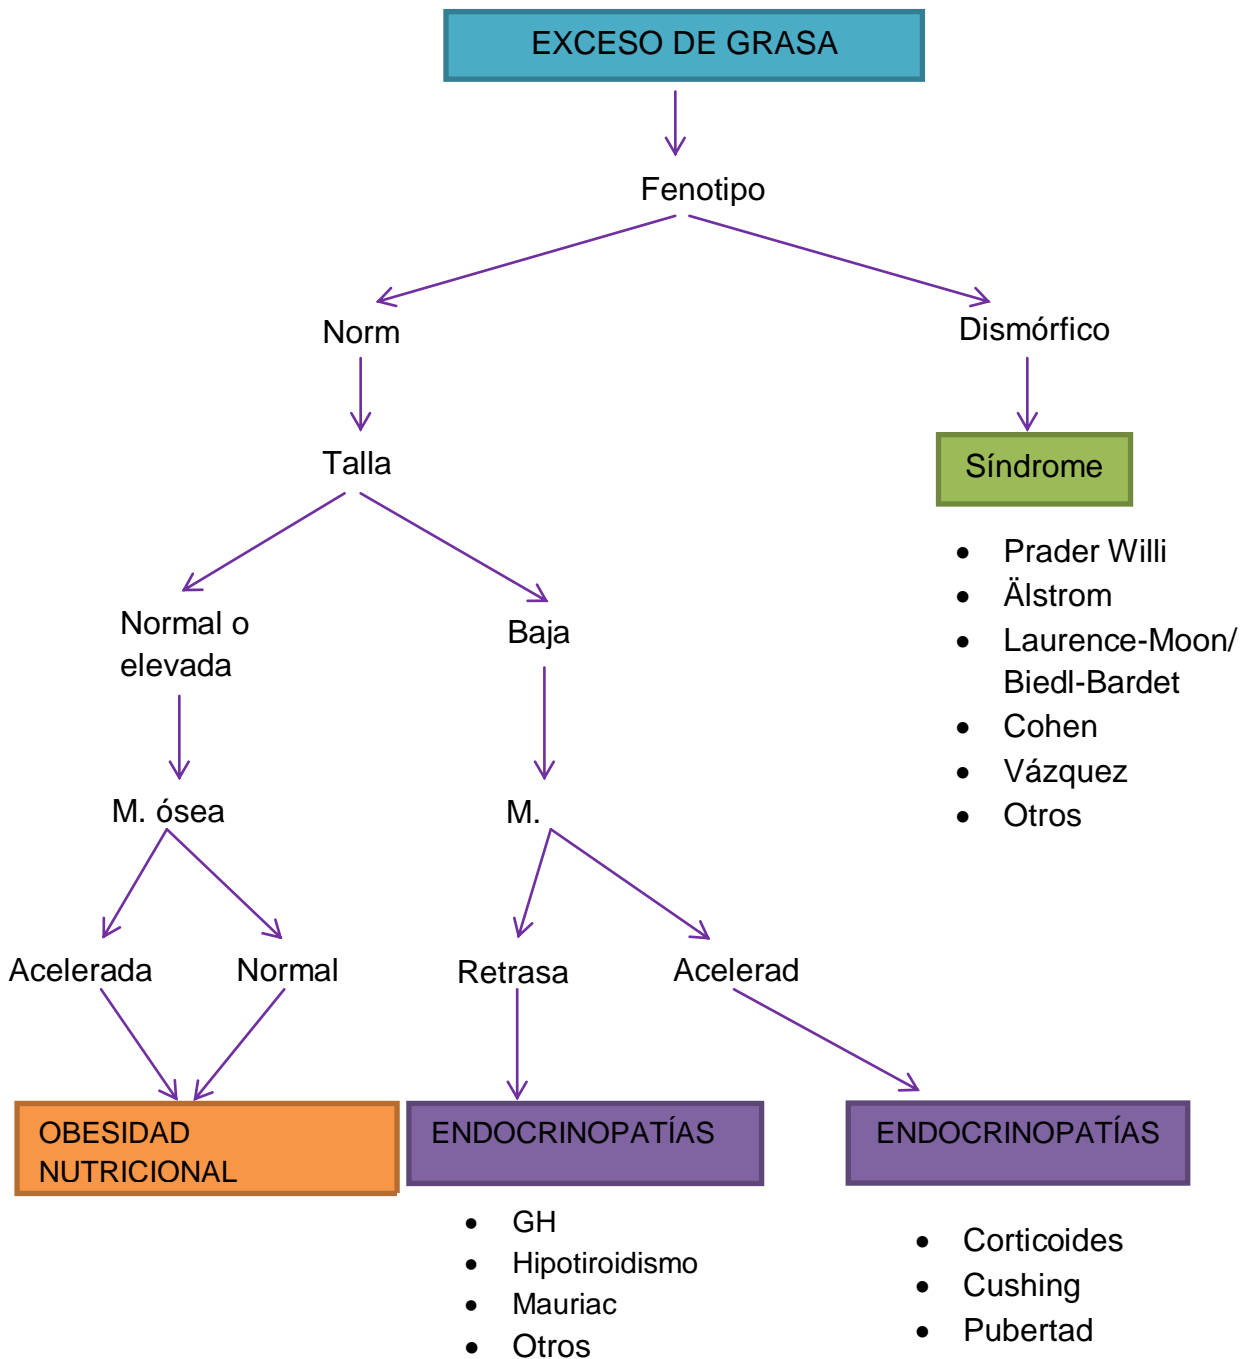 EXCESO DE GRASA
Fenotipo
Norm
Dismórfico
Talla
Síndrome
• Prader Willi
• Älstrom
• Laurence-Moon/
Biedl-Bardet
• Cohen
• Vázquez
• Otros
Normal o
elevada
Baja
M. ósea
M.
Acelerada
Normal
Retrasa
Acelerad
OBESIDAD
NUTRICIONAL
ENDOCRINOPATÍAS
• GH
• Hipotiroidismo
• Mauriac
• Otros
ENDOCRINOPATÍAS
• Corticoides
• Cushing
• Pubertad